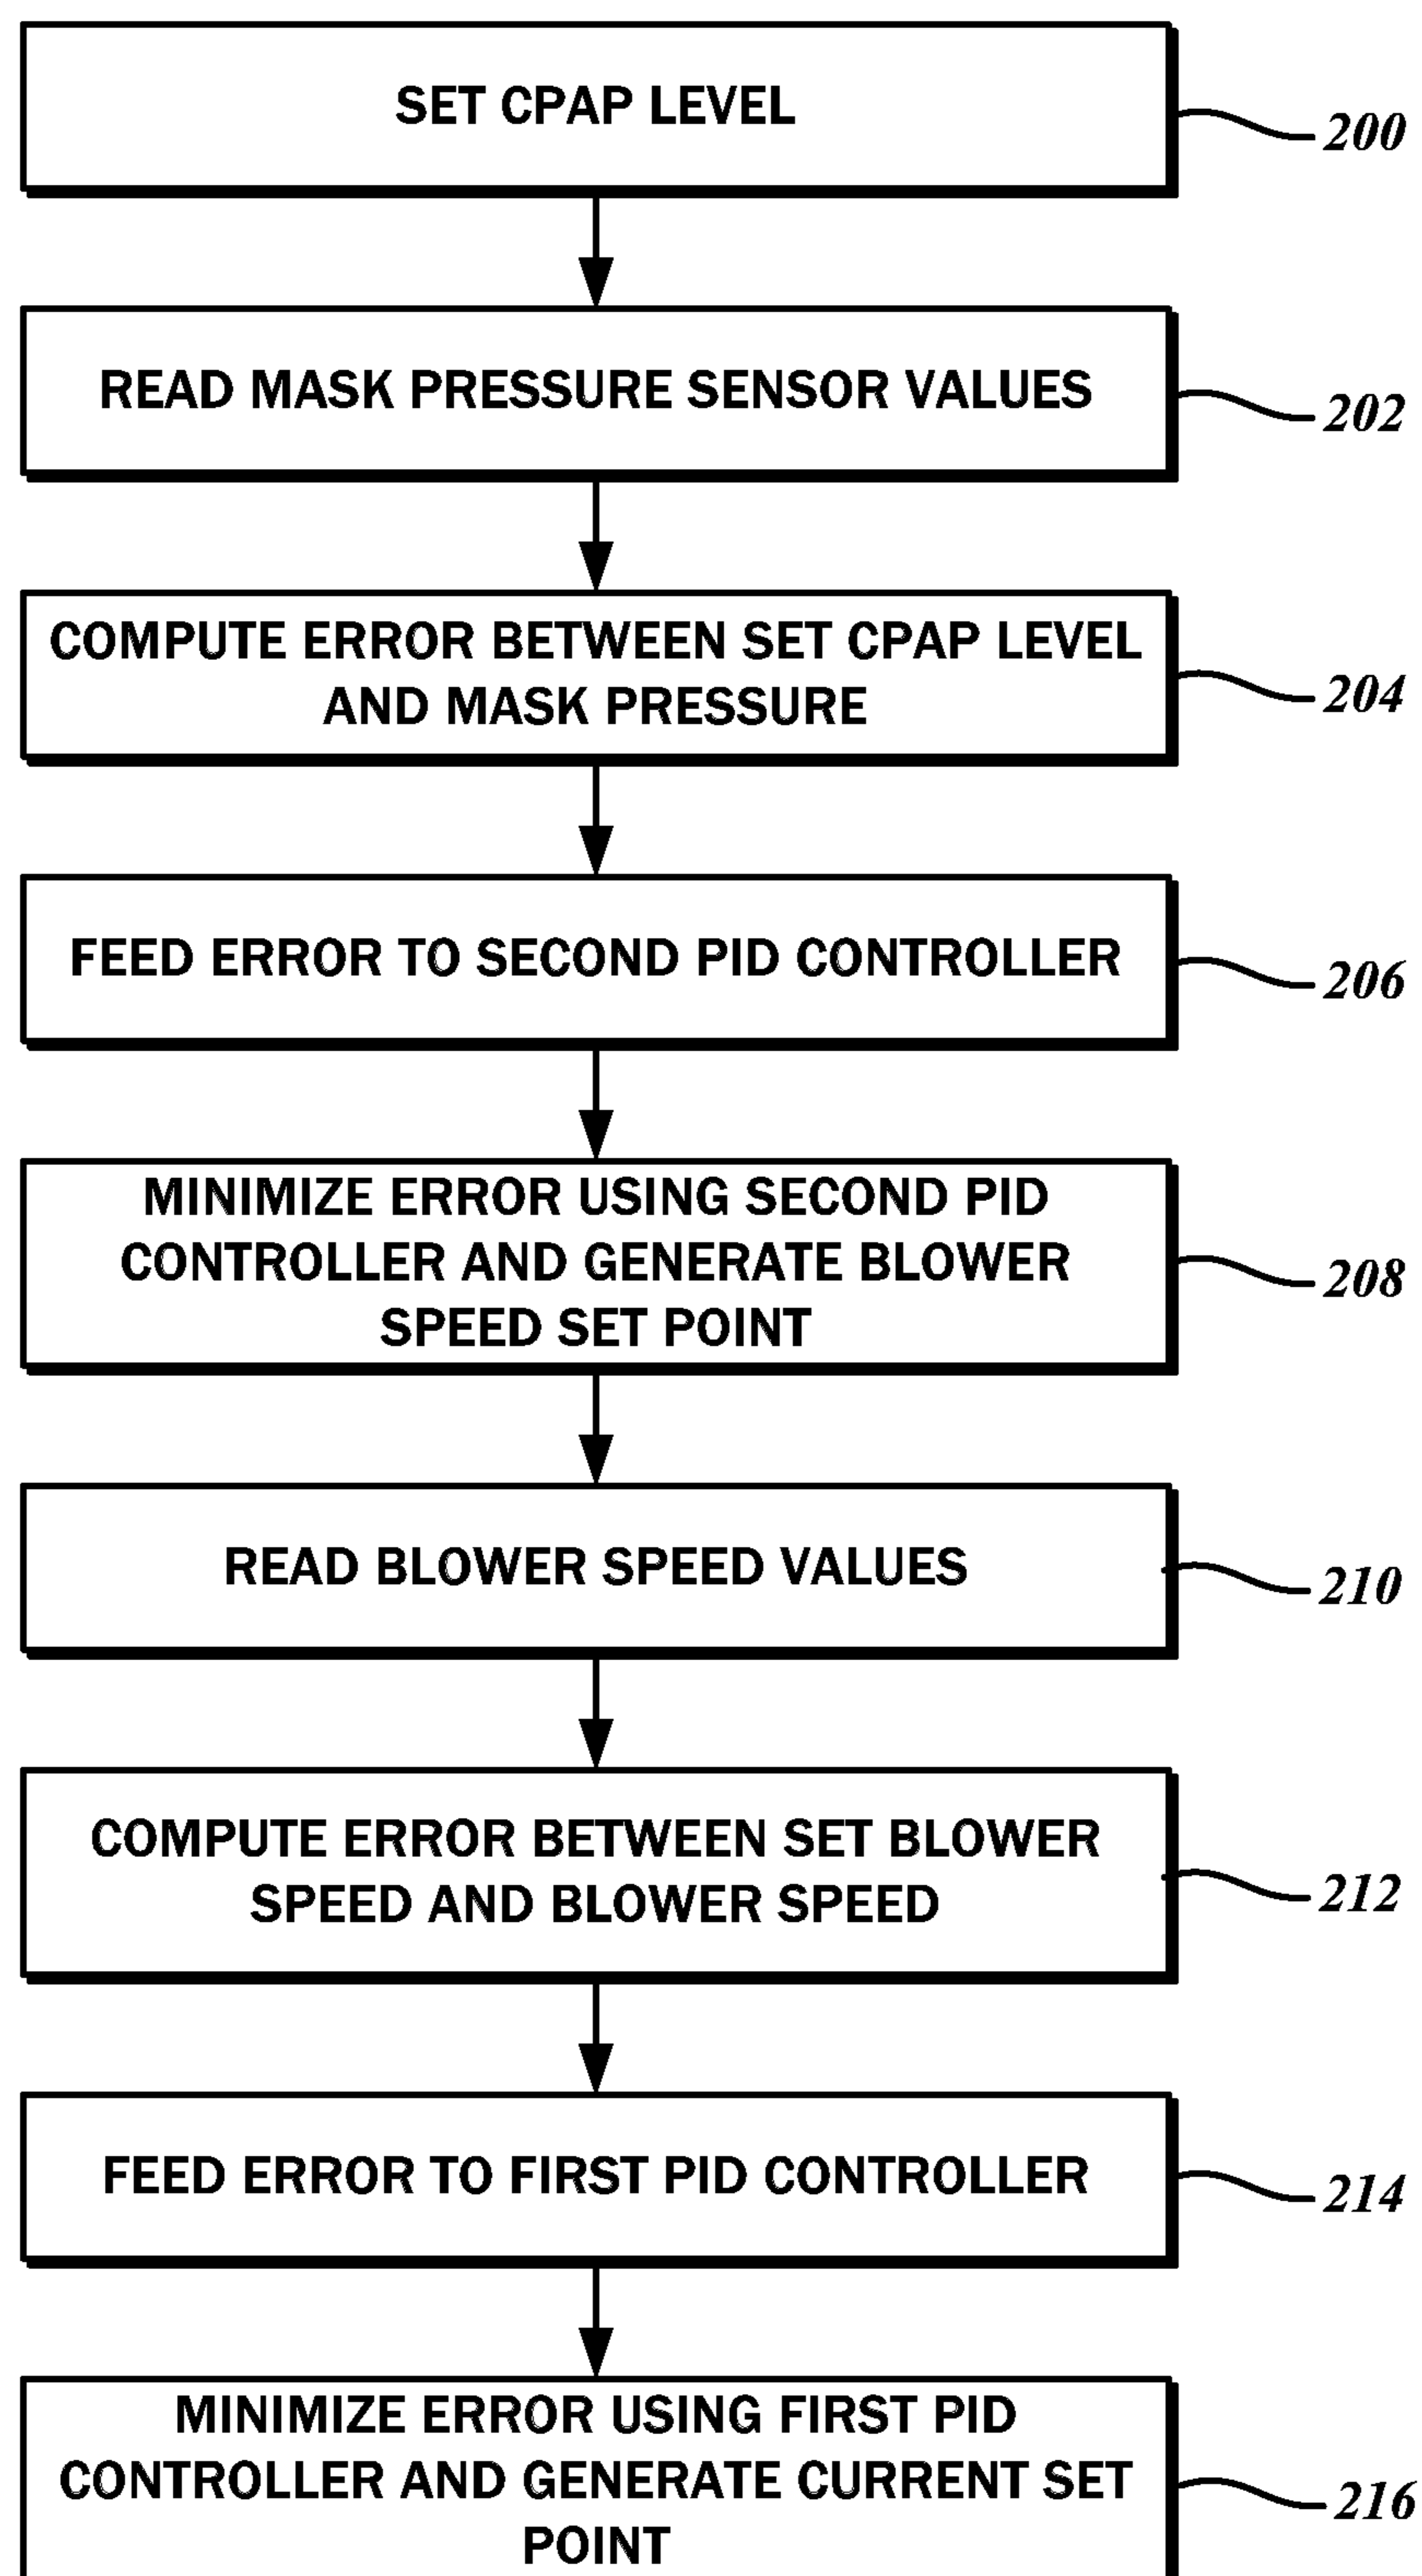 SET CPAP LEVEL
200
READ MASK PRESSURE SENSOR VALUES
202
COMPUTE ERROR BETWEEN SET CPAP LEVEL
AND MASK PRESSURE
204
FEED ERROR TO SECOND PID CONTROLLER
206
MINIMIZE ERROR USING SECOND PID
CONTROLLER AND GENERATE BLOWER
SPEED SET POINT
208
READ BLOWER SPEED VALUES
210
COMPUTE ERROR BETWEEN SET BLOWER
SPEED AND BLOWER SPEED
212
FEED ERROR TO FIRST PID CONTROLLER
214
MINIMIZE ERROR USING FIRST PID
CONTROLLER AND GENERATE CURRENT SET
POINT
216